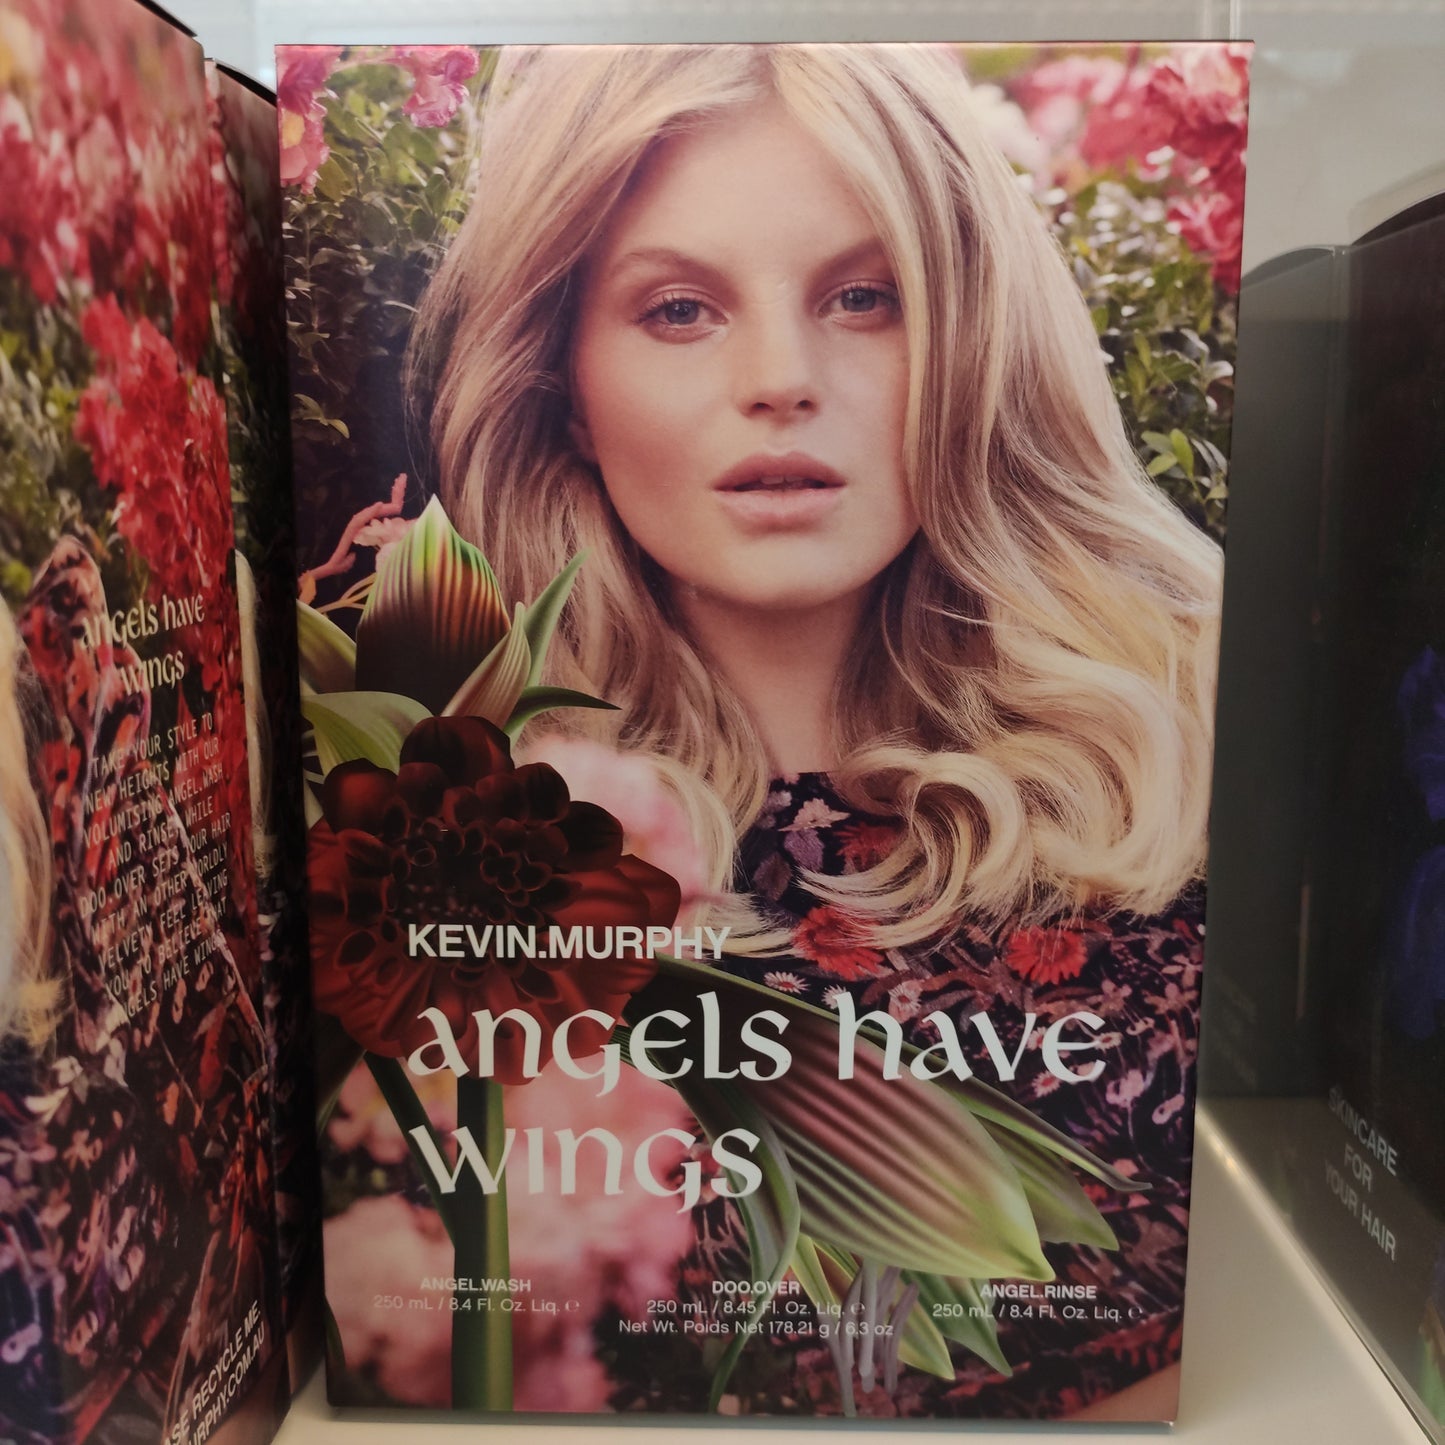 angels have
wings
TAKE YOUR STYLE TO
NEW HEIGHTS WITH OUR
VOLUMISING ANGEL.WASH
AND RINSE, WHILE
DOO.OVER SETS YOUR HAIR
WITH AN OTHER WORLDLY
VELVETY FEEL LEAVING
YOU TO BELIEVE THAT
ANGELS HAVE WINGS
RECYCLE ME
KEVIN.MURPHY
angels have
wings
ANGEL.WASH
250 mL / 8.4 Fl. Oz. Liq. ℮
DOO.OVER
250 mL / 8.45 Fl. Oz. Liq. ℮
Net Wt. Poids Net 178.21 g / 6.3 oz
ANGEL.RINSE
250 mL / 8.4 Fl. Oz. Liq. ℮
SKINCARE
FOR
YOUR HAIR